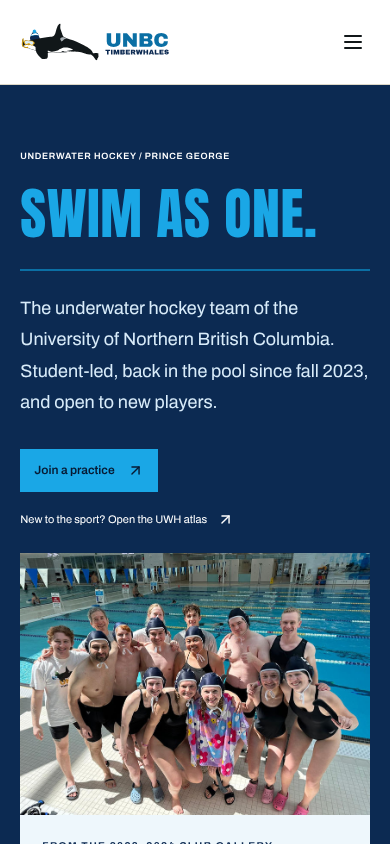 UNBC
TIMBERWHALES
UNDERWATER HOCKEY / PRINCE GEORGE
SWIM AS ONE.
The underwater hockey team of the
University of Northern British Columbia.
Student-led, back in the pool since fall 2023,
and open to new players.
Join a practice
New to the sport? Open the UWH atlas